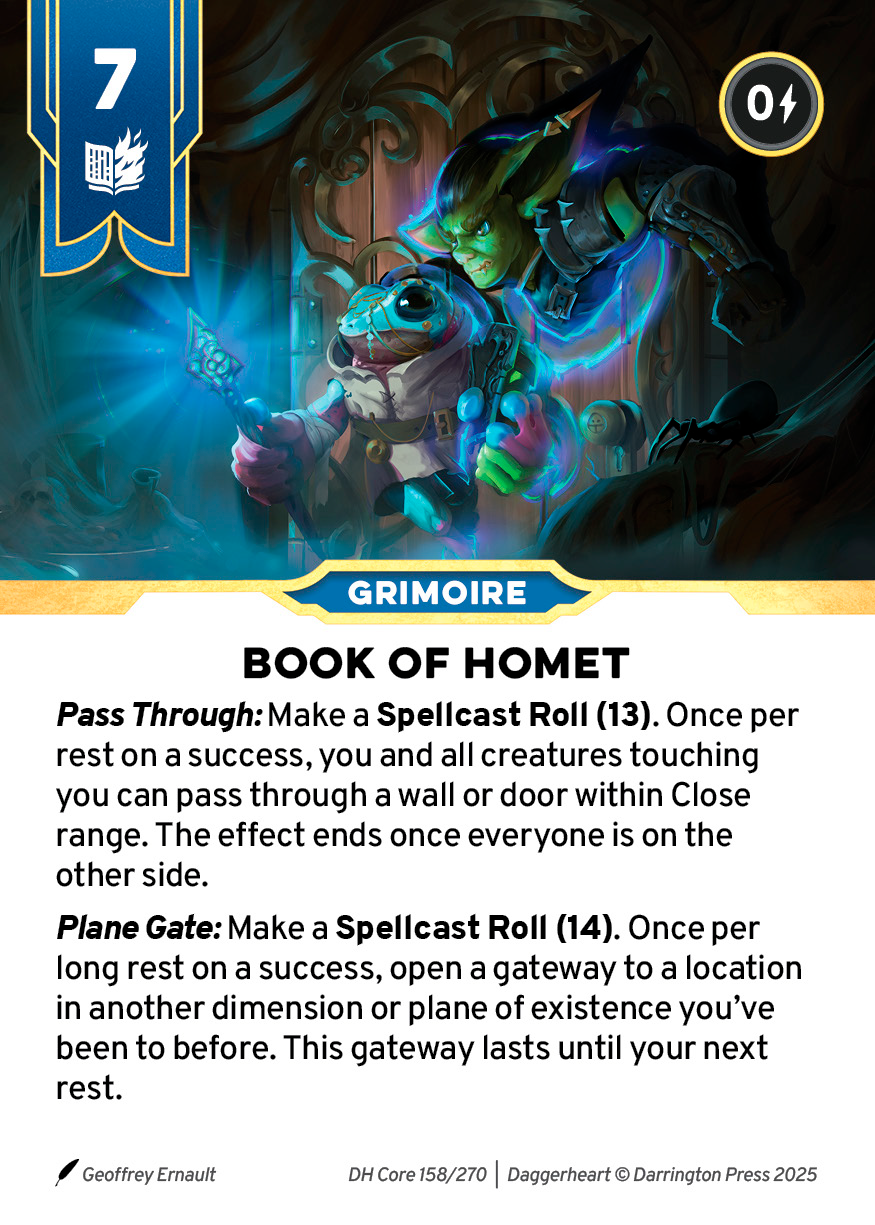 7
0
GRIMOIRE
BOOK OF HOMET
Pass Through: Make a Spellcast Roll (13). Once per
rest on a success, you and all creatures touching
you can pass through a wall or door within Close
range. The effect ends once everyone is on the
other side.
Plane Gate: Make a Spellcast Roll (14). Once per
long rest on a success, open a gateway to a location
in another dimension or plane of existence you’ve
been to before. This gateway lasts until your next
rest.
Geoffrey Ernault DH Core 158/270 | Daggerheart © Darrington Press 2025